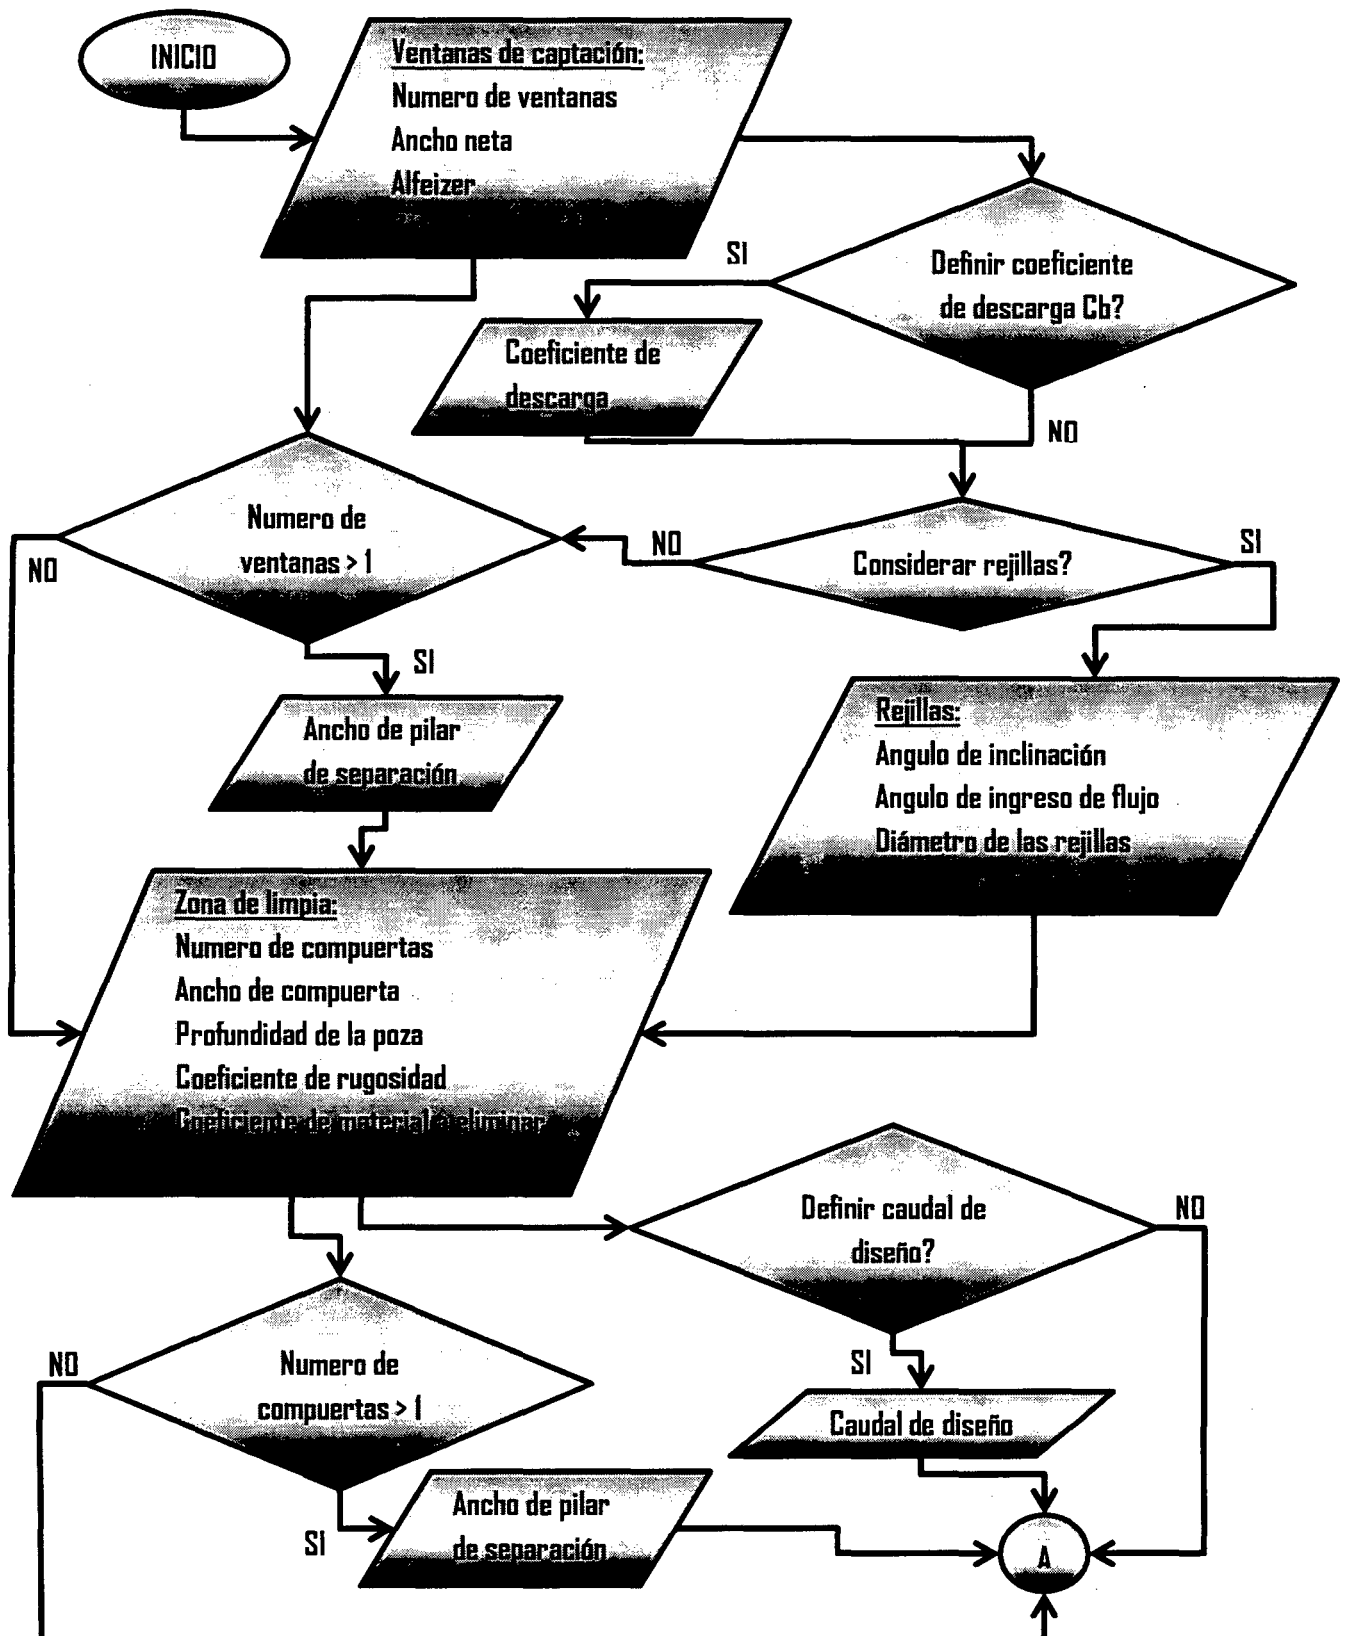 INICIO
Ventanas de captación:
Numero de ventanas
Ancho neta
Alfeizer
SI
Definir coeficiente
de descarga Cb?
Coeficiente de
descarga
NO
Numero de
ventanas > 1
NO
NO
Considerar rejillas?
SI
SI
Ancho de pilar
de separación
Rejillas:
Angulo de inclinación
Angulo de ingreso de flujo
Diámetro de las rejillas
Zona de limpia:
Numero de compuertas
Ancho de compuerta
Profundidad de la poza
Coeficiente de rugosidad
Coeficiente de material a eliminar
Definir caudal de
diseño?
NO
NO
Numero de
compuertas > 1
SI
Caudal de diseño
SI
Ancho de pilar
de separación
A